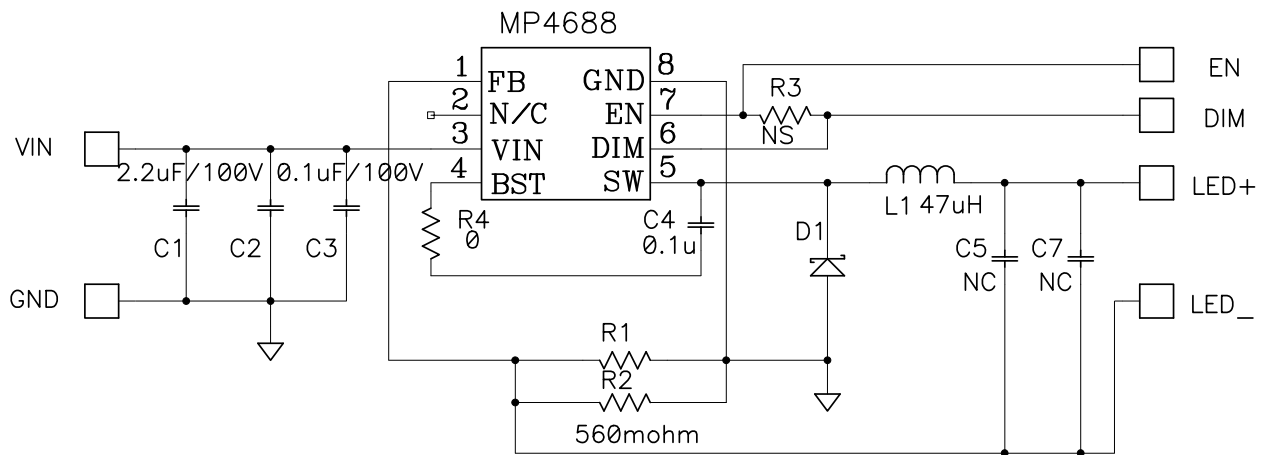 MP4688
1 FB
2 N/C
3 VIN
4 BST
GND 8
EN 7
DIM 6
SW 5
VIN
GND
2.2uF/100V 0.1uF/100V
C1
C2
C3
R4
0
C4
0.1u
R3
NS
EN
DIM
LED+
LED_
L1 47uH
D1
C5
NC
C7
NC
R1
R2
560mohm